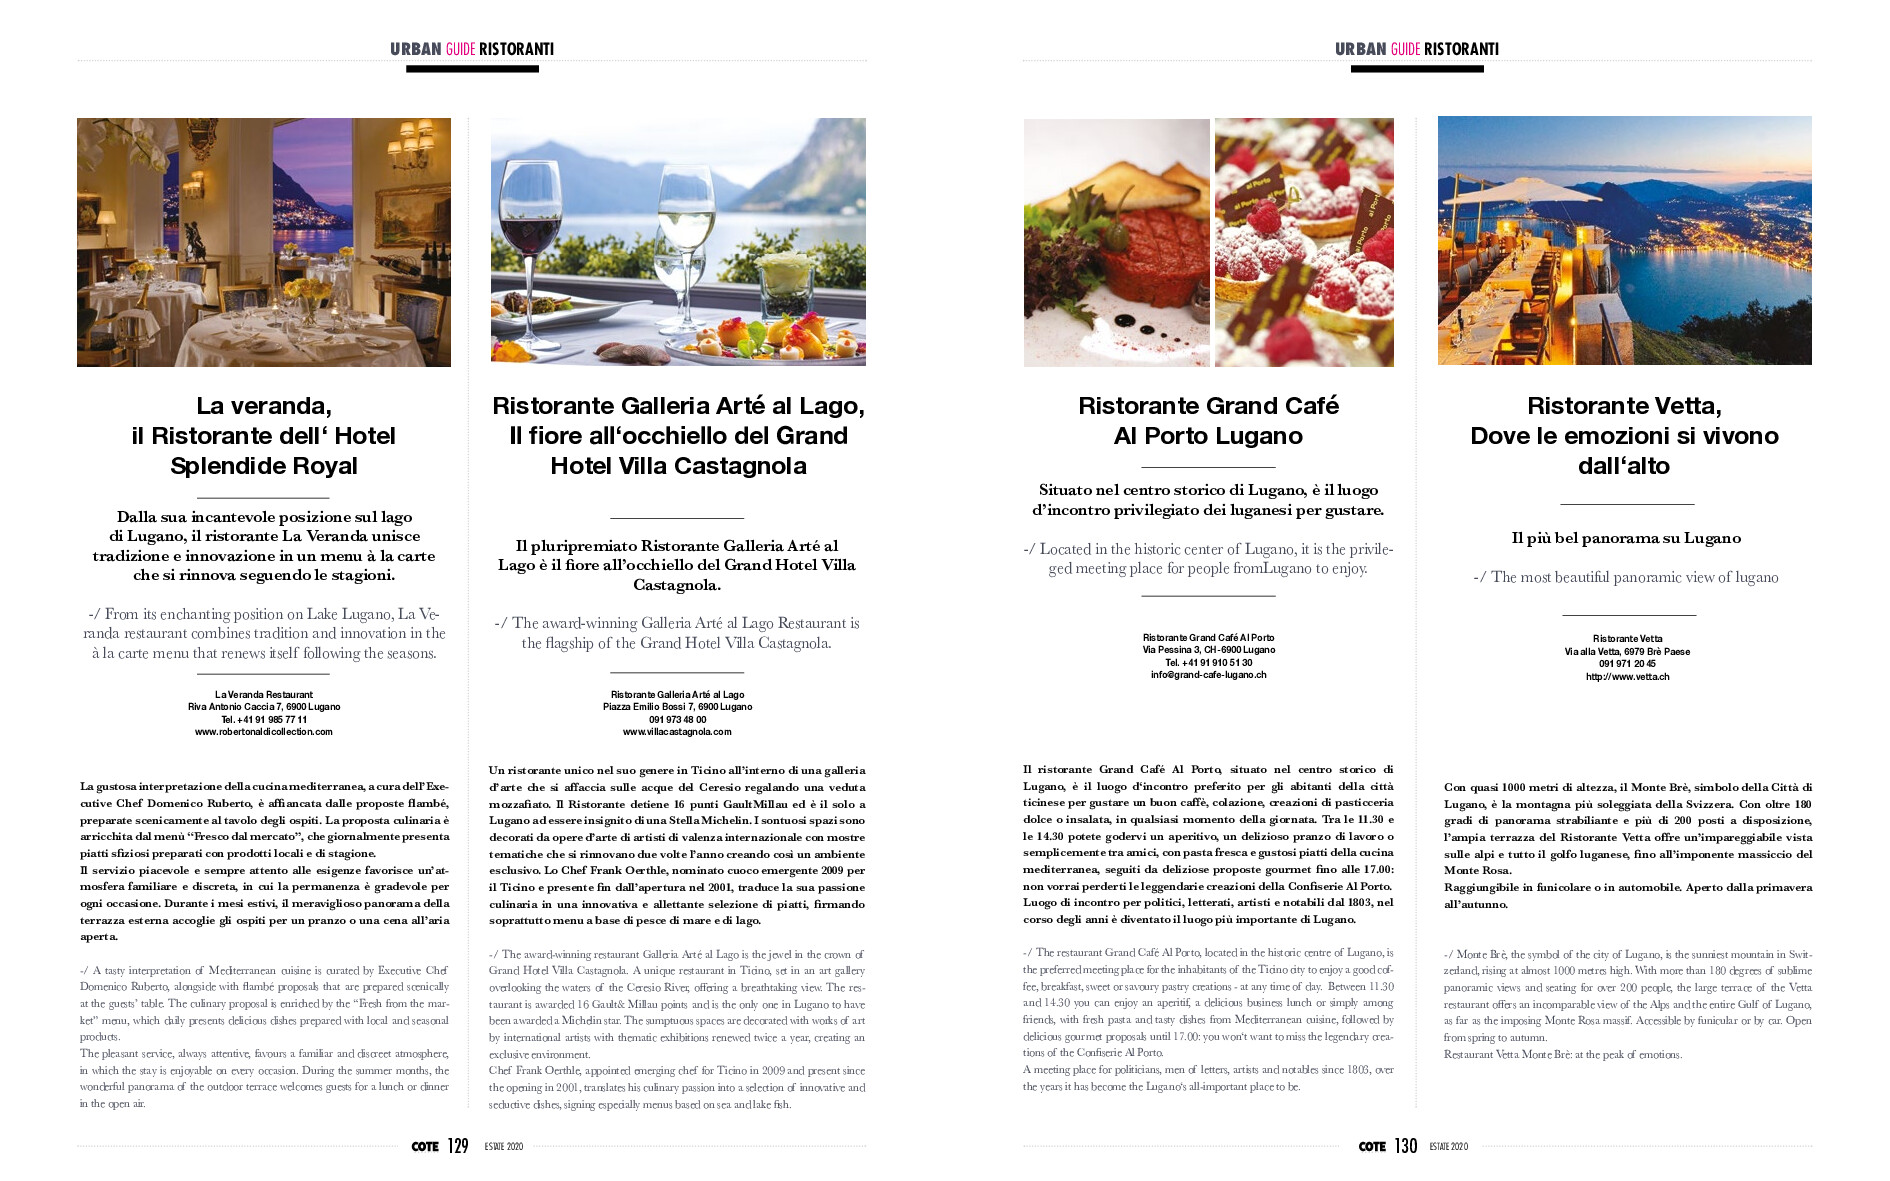 URBAN GUIDE RISTORANTI
La veranda,
il Ristorante dell‘ Hotel
Splendide Royal
Dalla sua incantevole posizione sul lago
di Lugano, il ristorante La Veranda unisce
tradizione e innovazione in un menu à la carte
che si rinnova seguendo le stagioni.
-/ From its enchanting position on Lake Lugano, La Ve-
randa restaurant combines tradition and innovation in the
à la carte menu that renews itself following the seasons.
La Veranda Restaurant
Riva Antonio Caccia 7, 6900 Lugano
Tel. +41 91 985 77 11
www.robertonaldicollection.com
La gustosa interpretazione della cucina mediterranea, a cura dell’Exe-
cutive Chef Domenico Ruberto, è affiancata dalle proposte flambé,
preparate scenicamente al tavolo degli ospiti. La proposta culinaria è
arricchita dal menù “Fresco dal mercato”, che giornalmente presenta
piatti sfiziosi preparati con prodotti locali e di stagione.
Il servizio piacevole e sempre attento alle esigenze favorisce un’at-
mosfera familiare e discreta, in cui la permanenza è gradevole per
ogni occasione. Durante i mesi estivi, il meraviglioso panorama della
terrazza esterna accoglie gli ospiti per un pranzo o una cena all’aria
aperta.
-/ A tasty interpretation of Mediterranean cuisine is curated by Executive Chef
Domenico Ruberto, alongside with flambé proposals that are prepared scenically
at the guests’ table. The culinary proposal is enriched by the “Fresh from the mar-
ket” menu, which daily presents delicious dishes prepared with local and seasonal
products.
The pleasant service, always attentive, favours a familiar and discreet atmosphere,
in which the stay is enjoyable on every occasion. During the summer months, the
wonderful panorama of the outdoor terrace welcomes guests for a lunch or dinner
in the open air.
Ristorante Galleria Arté al Lago,
Il fiore all‘occhiello del Grand
Hotel Villa Castagnola
Il pluripremiato Ristorante Galleria Arté al
Lago è il fiore all’occhiello del Grand Hotel Villa
Castagnola.
-/ The award-winning Galleria Arté al Lago Restaurant is
the flagship of the Grand Hotel Villa Castagnola.
Ristorante Galleria Arté al Lago
Piazza Emilio Bossi 7, 6900 Lugano
091 973 48 00
www.villacastagnola.com
Un ristorante unico nel suo genere in Ticino all’interno di una galleria
d’arte che si affaccia sulle acque del Ceresio regalando una veduta
mozzafiato. Il Ristorante detiene 16 punti GaultMillau ed è il solo a
Lugano ad essere insignito di una Stella Michelin. I sontuosi spazi sono
decorati da opere d’arte di artisti di valenza internazionale con mostre
tematiche che si rinnovano due volte l’anno creando così un ambiente
esclusivo. Lo Chef Frank Oerthle, nominato cuoco emergente 2009 per
il Ticino e presente fin dall’apertura nel 2001, traduce la sua passione
culinaria in una innovativa e allettante selezione di piatti, firmando
soprattutto menu a base di pesce di mare e di lago.
-/ The award-winning restaurant Galleria Arté al Lago is the jewel in the crown of
Grand Hotel Villa Castagnola. A unique restaurant in Ticino, set in an art gallery
overlooking the waters of the Ceresio River, offering a breathtaking view. The res-
taurant is awarded 16 Gault& Millau points and is the only one in Lugano to have
been awarded a Michelin star. The sumptuous spaces are decorated with works of art
by international artists with thematic exhibitions renewed twice a year, creating an
exclusive environment.
Chef Frank Oerthle, appointed emerging chef for Ticino in 2009 and present since
the opening in 2001, translates his culinary passion into a selection of innovative and
seductive dishes, signing especially menus based on sea and lake fish.
COTE 129 ESTATE 2020
URBAN GUIDE RISTORANTI
al Porto
al Porto
al Porto
Ristorante Grand Café
Al Porto Lugano
Situato nel centro storico di Lugano, è il luogo
d’incontro privilegiato dei luganesi per gustare.
-/ Located in the historic center of Lugano, it is the privile-
ged meeting place for people fromLugano to enjoy.
Ristorante Grand Café Al Porto
Via Pessina 3, CH-6900 Lugano
Tel. +41 91 910 51 30
info@grand-cafe-lugano.ch
Il ristorante Grand Café Al Porto, situato nel centro storico di
Lugano, è il luogo d‘incontro preferito per gli abitanti della città
ticinese per gustare un buon caffè, colazione, creazioni di pasticceria
dolce o insalata, in qualsiasi momento della giornata. Tra le 11.30 e
le 14.30 potete godervi un aperitivo, un delizioso pranzo di lavoro o
semplicemente tra amici, con pasta fresca e gustosi piatti della cucina
mediterranea, seguiti da deliziose proposte gourmet fino alle 17.00:
non vorrai perderti le leggendarie creazioni della Confiserie Al Porto.
Luogo di incontro per politici, letterati, artisti e notabili dal 1803, nel
corso degli anni è diventato il luogo più importante di Lugano.
-/ The restaurant Grand Café Al Porto, located in the historic centre of Lugano, is
the preferred meeting place for the inhabitants of the Ticino city to enjoy a good cof-
fee, breakfast, sweet or savoury pastry creations - at any time of day. Between 11.30
and 14.30 you can enjoy an aperitif, a delicious business lunch or simply among
friends, with fresh pasta and tasty dishes from Mediterranean cuisine, followed by
delicious gourmet proposals until 17.00: you won‘t want to miss the legendary crea-
tions of the Confiserie Al Porto.
A meeting place for politicians, men of letters, artists and notables since 1803, over
the years it has become the Lugano‘s all-important place to be.
Ristorante Vetta,
Dove le emozioni si vivono
dall‘alto
Il più bel panorama su Lugano
-/ The most beautiful panoramic view of lugano
Ristorante Vetta
Via alla Vetta, 6979 Brè Paese
091 971 20 45
http://www.vetta.ch
Con quasi 1000 metri di altezza, il Monte Brè, simbolo della Città di
Lugano, è la montagna più soleggiata della Svizzera. Con oltre 180
gradi di panorama strabiliante e più di 200 posti a disposizione,
l’ampia terrazza del Ristorante Vetta offre un’impareggiabile vista
sulle alpi e tutto il golfo luganese, fino all’imponente massiccio del
Monte Rosa.
Raggiungibile in funicolare o in automobile. Aperto dalla primavera
all’autunno.
-/ Monte Brè, the symbol of the city of Lugano, is the sunniest mountain in Swit-
zerland, rising at almost 1000 metres high. With more than 180 degrees of sublime
panoramic views and seating for over 200 people, the large terrace of the Vetta
restaurant offers an incomparable view of the Alps and the entire Gulf of Lugano,
as far as the imposing Monte Rosa massif. Accessible by funicular or by car. Open
from spring to autumn.
Restaurant Vetta Monte Brè: at the peak of emotions.
COTE 130 ESTATE 2020